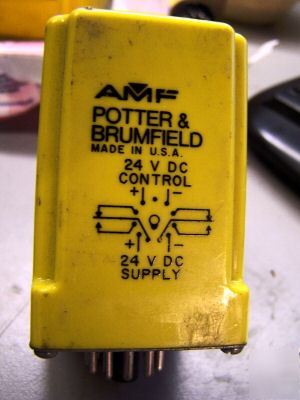 AMF
POTTER &
BRUMFIELD
MADE IN U.S.A.
24 V DC
CONTROL
+ -
+ -
24 V DC
SUPPLY